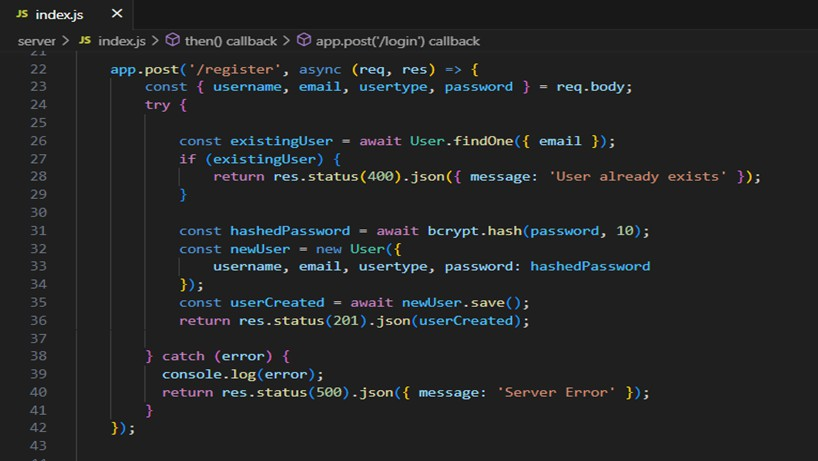 JS index.js ×
server > JS index.js > then() callback > app.post('/login') callback
21
22 app.post('/register', async (req, res) => {
23 const { username, email, usertype, password } = req.body;
24 try {
25
26 const existingUser = await User.findOne({ email });
27 if (existingUser) {
28 return res.status(400).json({ message: 'User already exists' });
29 }
30
31 const hashedPassword = await bcrypt.hash(password, 10);
32 const newUser = new User({
33 username, email, usertype, password: hashedPassword
34 });
35 const userCreated = await newUser.save();
36 return res.status(201).json(userCreated);
37
38 } catch (error) {
39 console.log(error);
40 return res.status(500).json({ message: 'Server Error' });
41 }
42 });
43